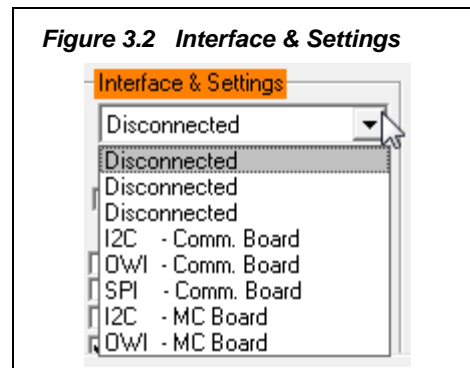 Figure 3.2 Interface & Settings
Interface & Settings
Disconnected
Disconnected
Disconnected
Disconnected
I2C - Comm. Board
OWI - Comm. Board
SPI - Comm. Board
I2C - MC Board
OWI - MC Board